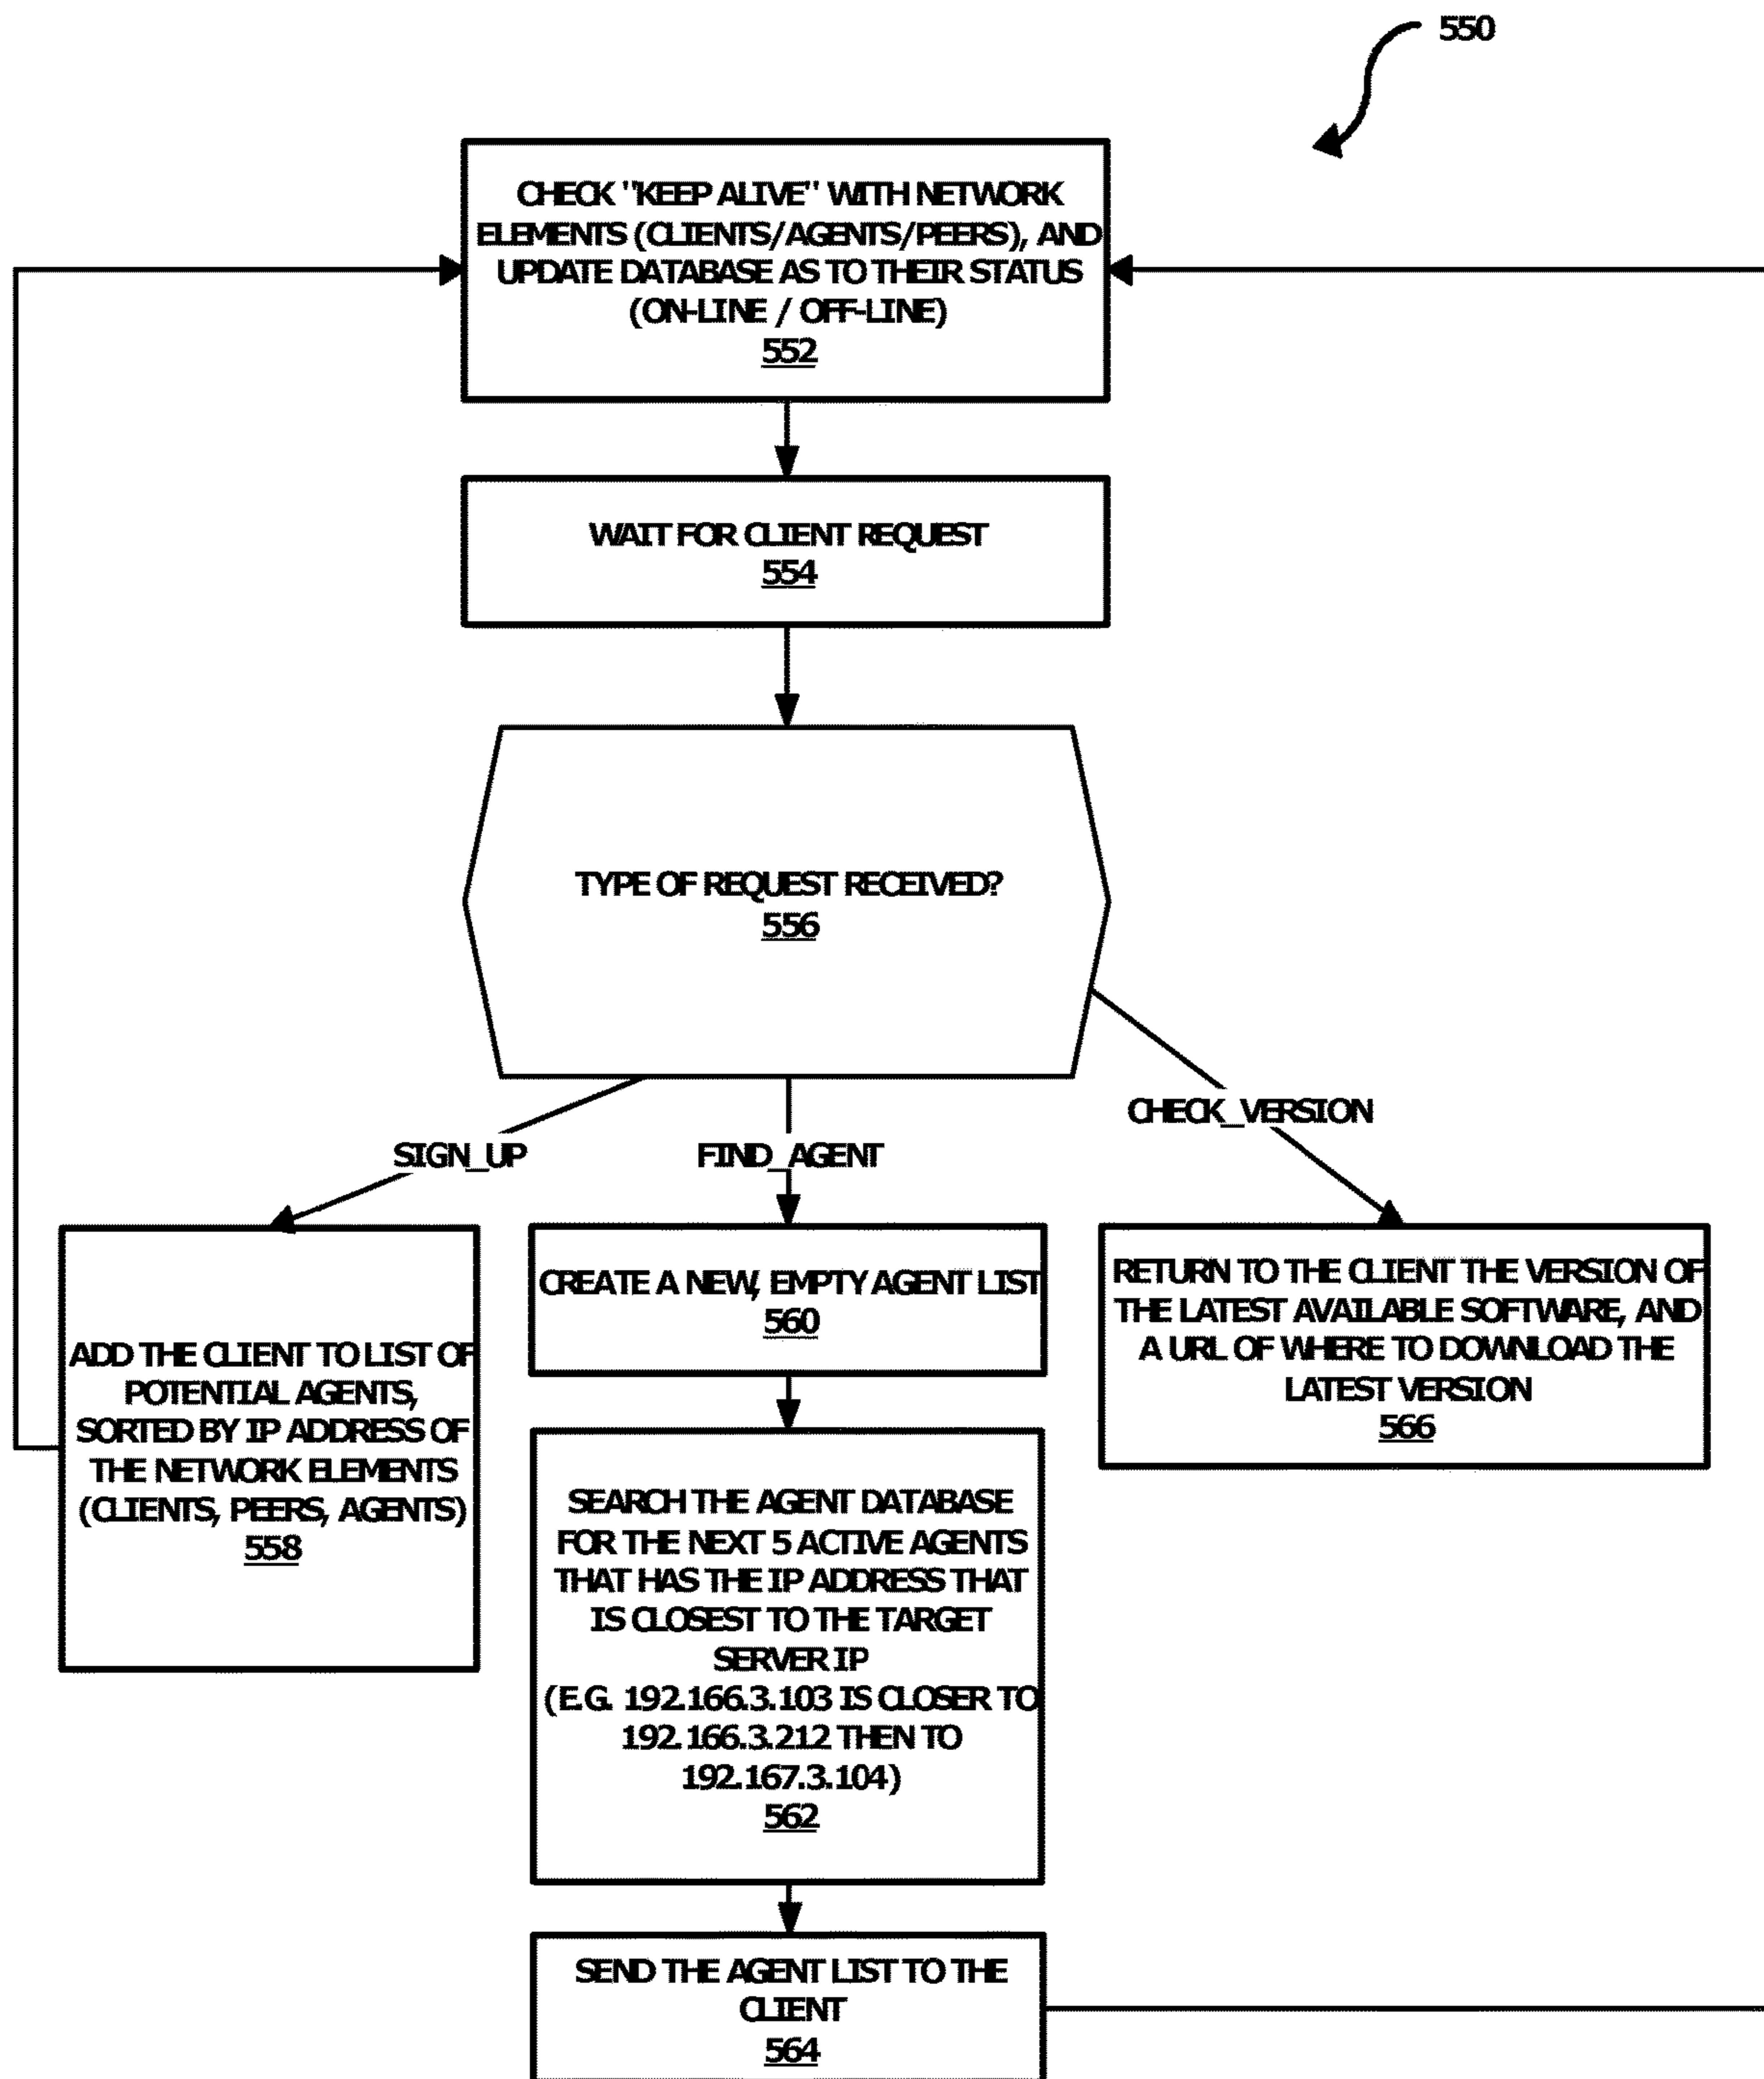 550
CHECK "KEEP ALIVE" WITH NETWORK
ELEMENTS (CLIENTS/AGENTS/PEERS), AND
UPDATE DATABASE AS TO THEIR STATUS
(ON-LINE / OFF-LINE)
552
WAIT FOR CLIENT REQUEST
554
TYPE OF REQUEST RECEIVED?
556
SIGN_UP
FIND_AGENT
CHECK_VERSION
ADD THE CLIENT TO LIST OF
POTENTIAL AGENTS,
SORTED BY IP ADDRESS OF
THE NETWORK ELEMENTS
(CLIENTS, PEERS, AGENTS)
558
CREATE A NEW, EMPTY AGENT LIST
560
SEARCH THE AGENT DATABASE
FOR THE NEXT 5 ACTIVE AGENTS
THAT HAS THE IP ADDRESS THAT
IS CLOSEST TO THE TARGET
SERVER IP
(E.G. 192.166.3.103 IS CLOSER TO
192.166.3.212 THEN TO
192.167.3.104)
562
SEND THE AGENT LIST TO THE
CLIENT
564
RETURN TO THE CLIENT THE VERSION OF
THE LATEST AVAILABLE SOFTWARE, AND
A URL OF WHERE TO DOWNLOAD THE
LATEST VERSION
566